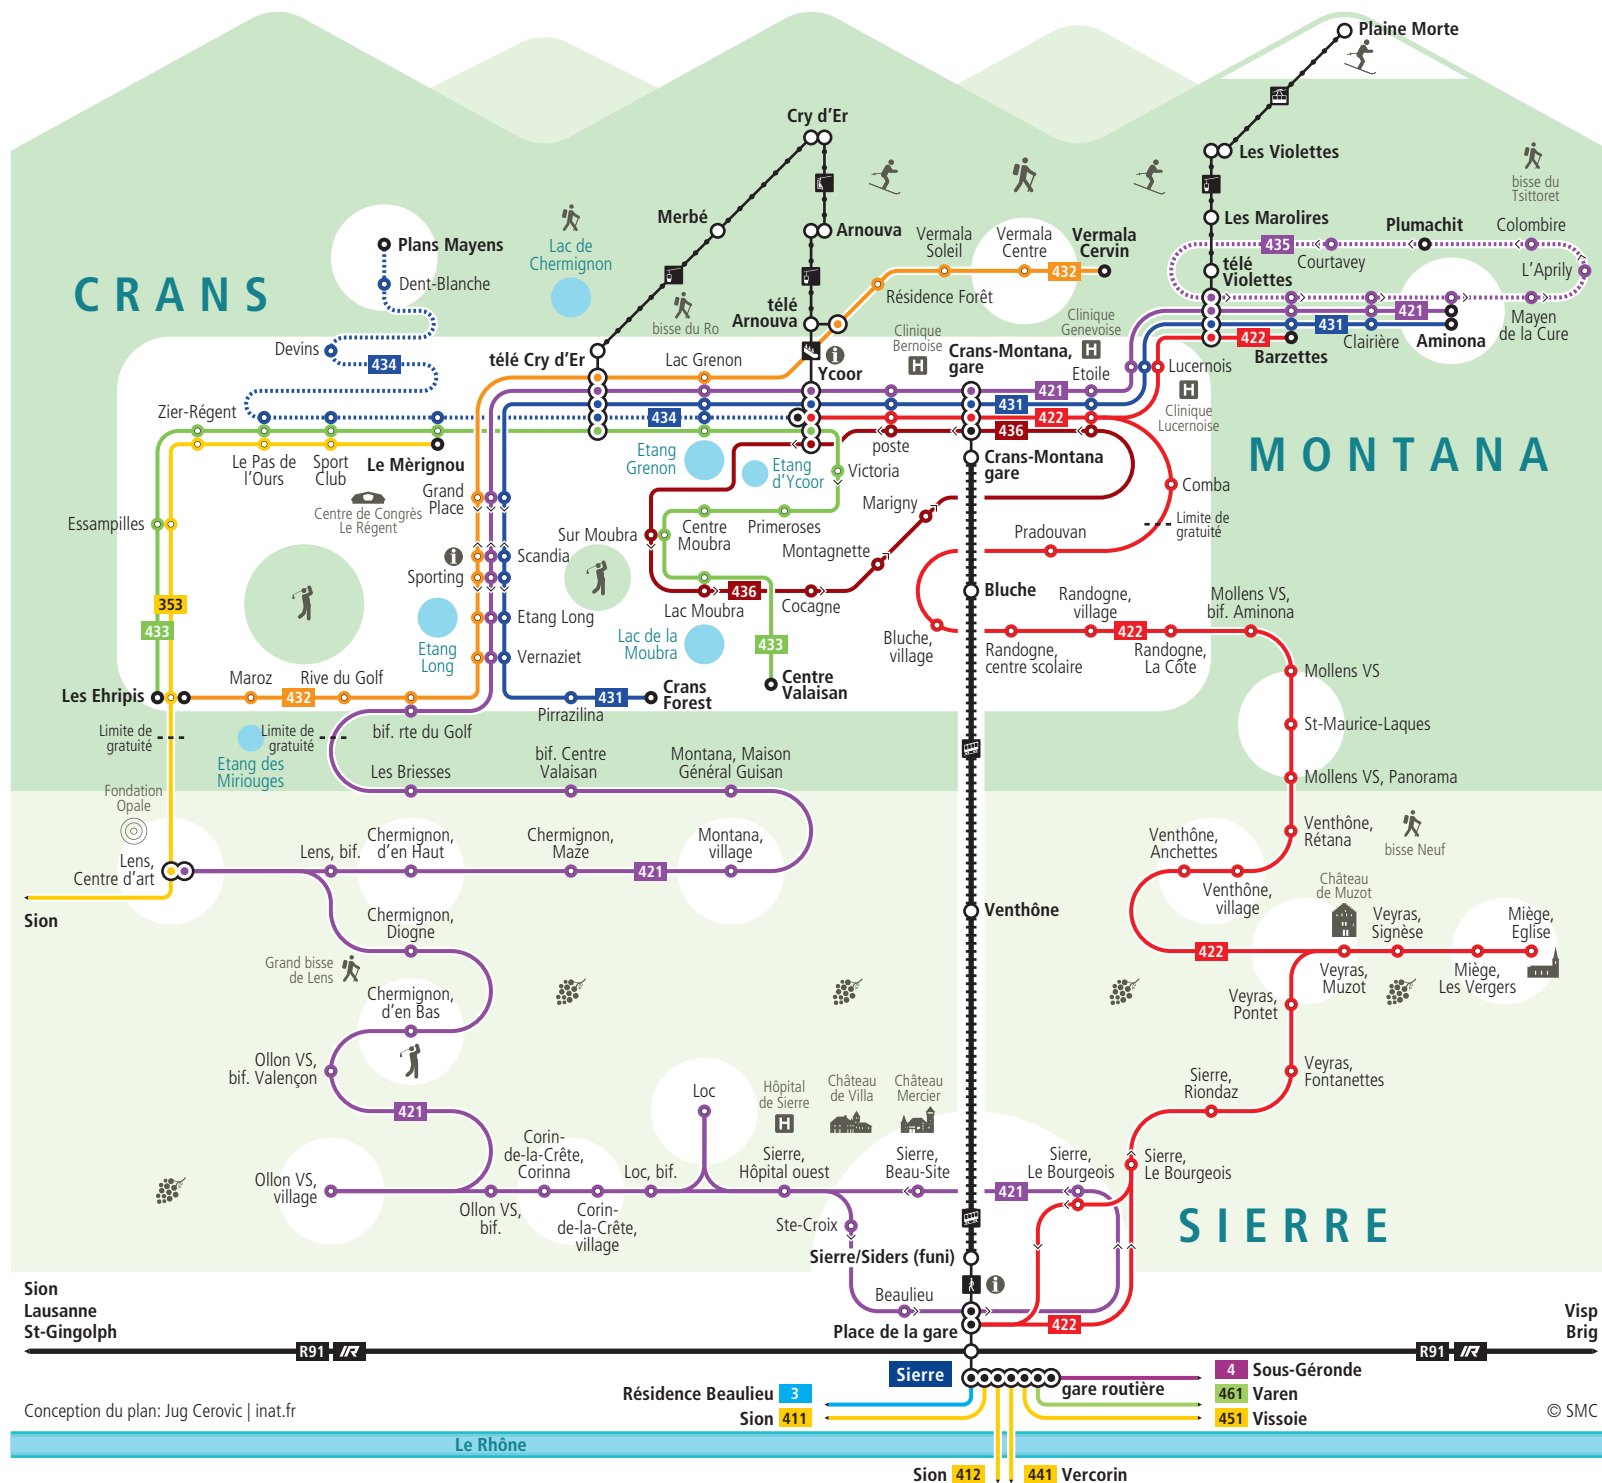 Plaine Morte
Cry d'Er
Les Violettes
bisse du
Tsittoret
Merbé
Arnouva
Les Marolires
Plumachit
Colombire
Plans Mayens
Lac de
Chermignon
Vermala
Soleil
Vermala
Centre
Vermala
Cervin
435
Courtavey
L'Aprily
432
télé
Violettes
Dent-Blanche
CRANS
Résidence Forêt
télé
Arnouva
bisse du Ro
Clinique
Bernoise
Clinique
Genevoise
421
431
422
Barzettes
Clairière
Aminona
Mayen
de la Cure
Devins
434
télé Cry d'Er
Lac Grenon
Ycoor
Crans-Montana,
gare
Etoile
Lucernois
Clinique
Lucernoise
421
431
422
436
434
Zier-Régent
Le Pas de
l'Ours
Sport
Club
Le Mèrignou
Etang
Grenon
Etang
d'Ycoor
poste
Victoria
Crans-Montana
gare
MONTANA
Grand
Place
Centre de Congrès
Le Régent
Essampilles
Sur Moubra
Centre
Moubra
Primeroses
Marigny
Montagnette
Comba
Limite de
gratuité
Pradouvan
Scandia
Sporting
353
433
Etang Long
Etang
Long
Vernaziet
Lac Moubra
436
Cocagne
Lac de la
Moubra
433
Centre
Valaisan
Bluche
Bluche,
village
Randogne,
centre scolaire
Randogne,
village
422
Randogne,
La Côte
Mollens VS,
bif. Aminona
Mollens VS
Les Ehripis
Maroz
432
Rive du Golf
Pirrazilina
431
Crans
Forest
Limite de
gratuité
Limite de
gratuité
bif. rte du Golf
Etang des
Miriouges
St-Maurice-Laques
Mollens VS, Panorama
Les Briesses
bif. Centre
Valaisan
Montana, Maison
Général Guisan
Fondation
Opale
Lens,
Centre d'art
Lens, bif.
Chermignon,
d'en Haut
Chermignon,
Maze
421
Montana,
village
Venthône,
Rétana
bisse Neuf
Venthône,
Anchettes
Venthône,
village
Sion
Venthône
Chermignon,
Diogne
Château
de Muzot
Veyras,
Signèse
Miège,
Eglise
422
Veyras,
Muzot
Miège,
Les Vergers
Grand bisse
de Lens
Chermignon,
d'en Bas
Veyras,
Pontet
Ollon VS,
bif. Valençon
421
Veyras,
Fontanettes
Sierre,
Riondaz
Loc
Hôpital
de Sierre
Château
de Villa
Château
Mercier
Ollon VS,
village
Ollon VS,
bif.
Corin-
de-la-Crête,
Corinna
Corin-
de-la-Crête,
village
Loc, bif.
Sierre,
Hôpital ouest
Sierre,
Beau-Site
421
Sierre,
Le Bourgeois
Sierre,
Le Bourgeois
Ste-Croix
SIERRE
Sierre/Siders (funi)
Beaulieu
Place de la gare
422
Sion
Lausanne
St-Gingolph
R91
IR
R91
IR
Visp
Brig
Sierre
gare routière
Résidence Beaulieu 3
Sion 411
4 Sous-Géronde
461 Varen
451 Vissoie
Conception du plan: Jug Cerovic | inat.fr
© SMC
Le Rhône
Sion 412
441 Vercorin